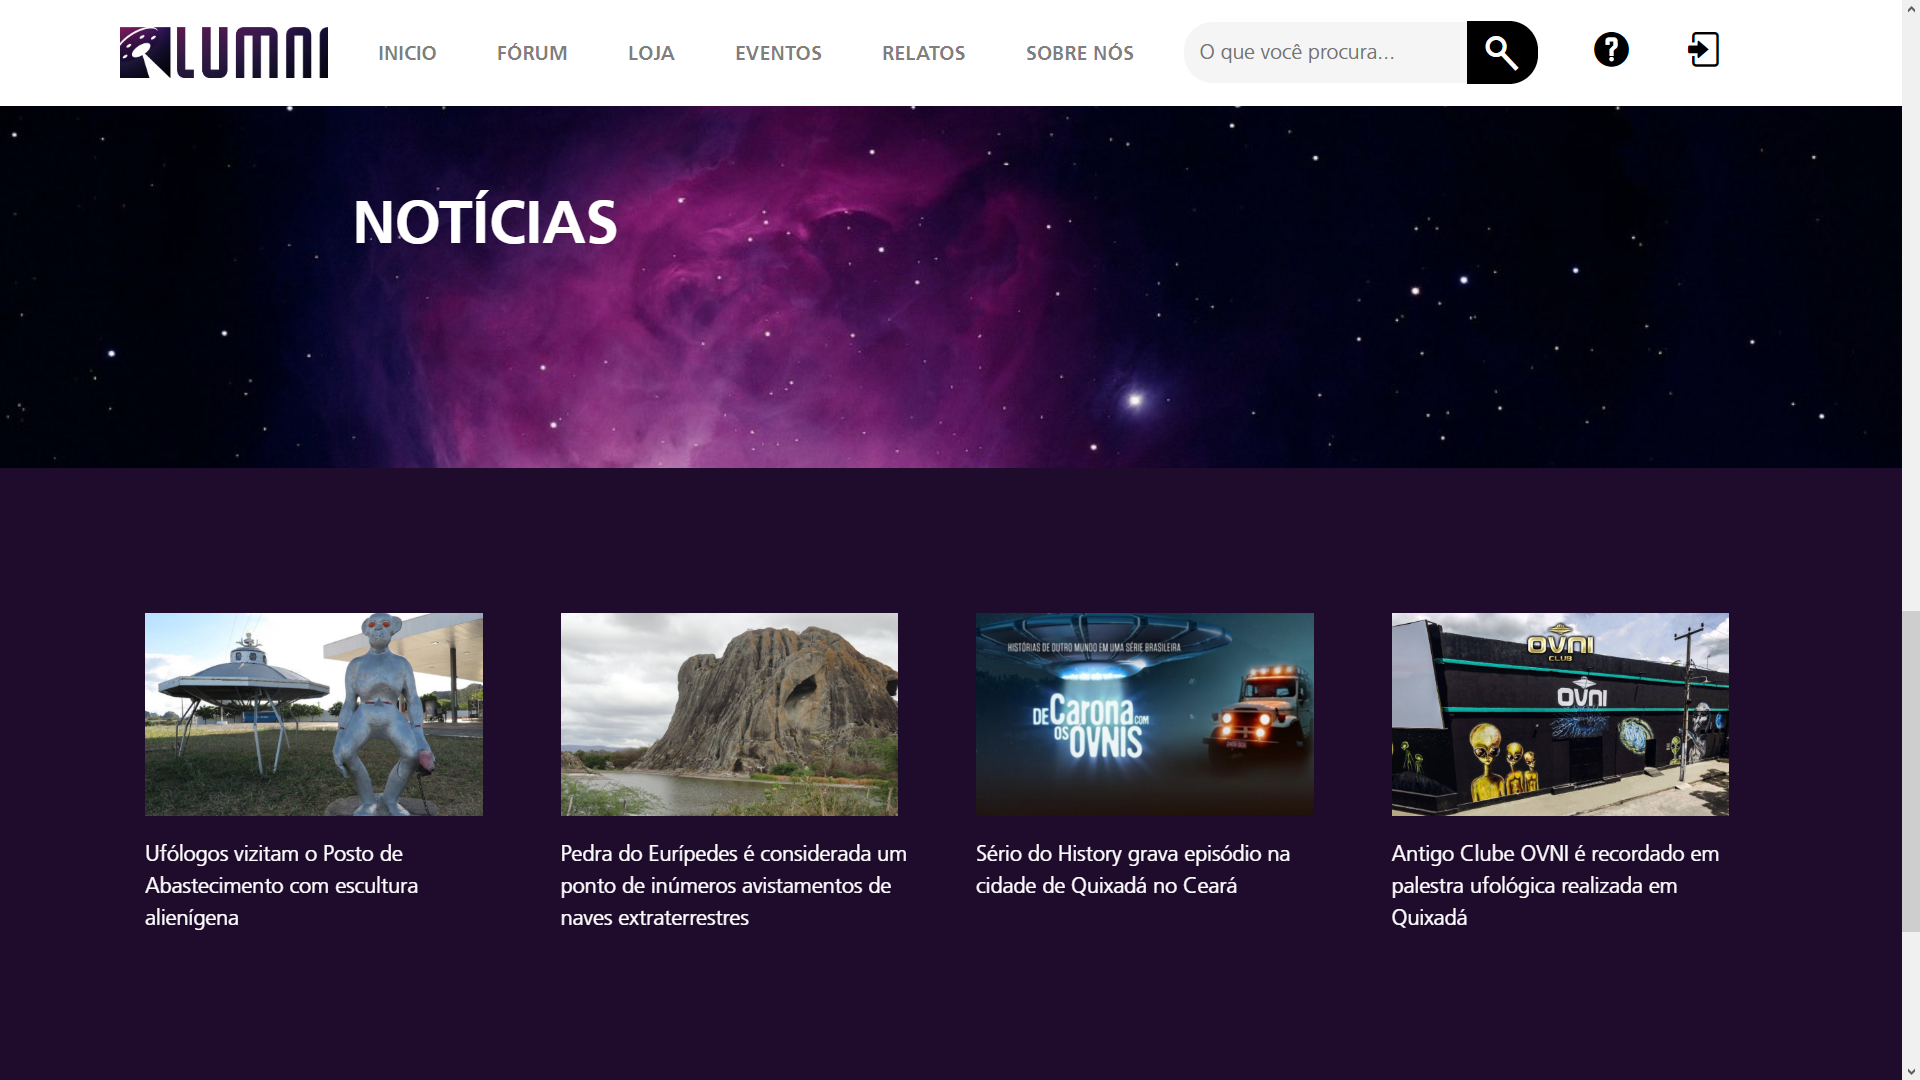 LUMNI
INICIO
FÓRUM
LOJA
EVENTOS
RELATOS
SOBRE NÓS
O que você procura...
?
NOTÍCIAS
HISTÓRIAS DE OUTRO MUNDO EM UMA SÉRIE BRASILEIRA
DE Carona COM
OS OVNIS
OVNI
CLUB
OVNI
Ufólogos vizitam o Posto de
Abastecimento com escultura
alienígena
Pedra do Eurípedes é considerada um
ponto de inúmeros avistamentos de
naves extraterrestres
Sério do History grava episódio na
cidade de Quixadá no Ceará
Antigo Clube OVNI é recordado em
palestra ufológica realizada em
Quixadá